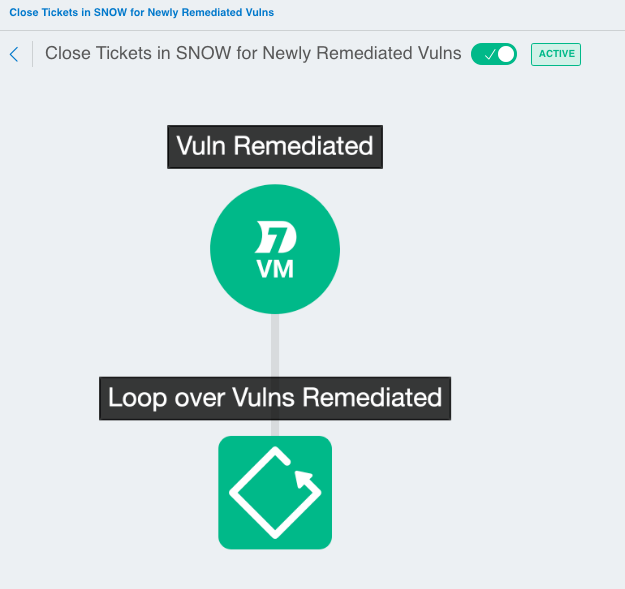 Close Tickets in SNOW for Newly Remediated Vulns
Close Tickets in SNOW for Newly Remediated Vulns ACTIVE
Vuln Remediated
7
VM
Loop over Vulns Remediated